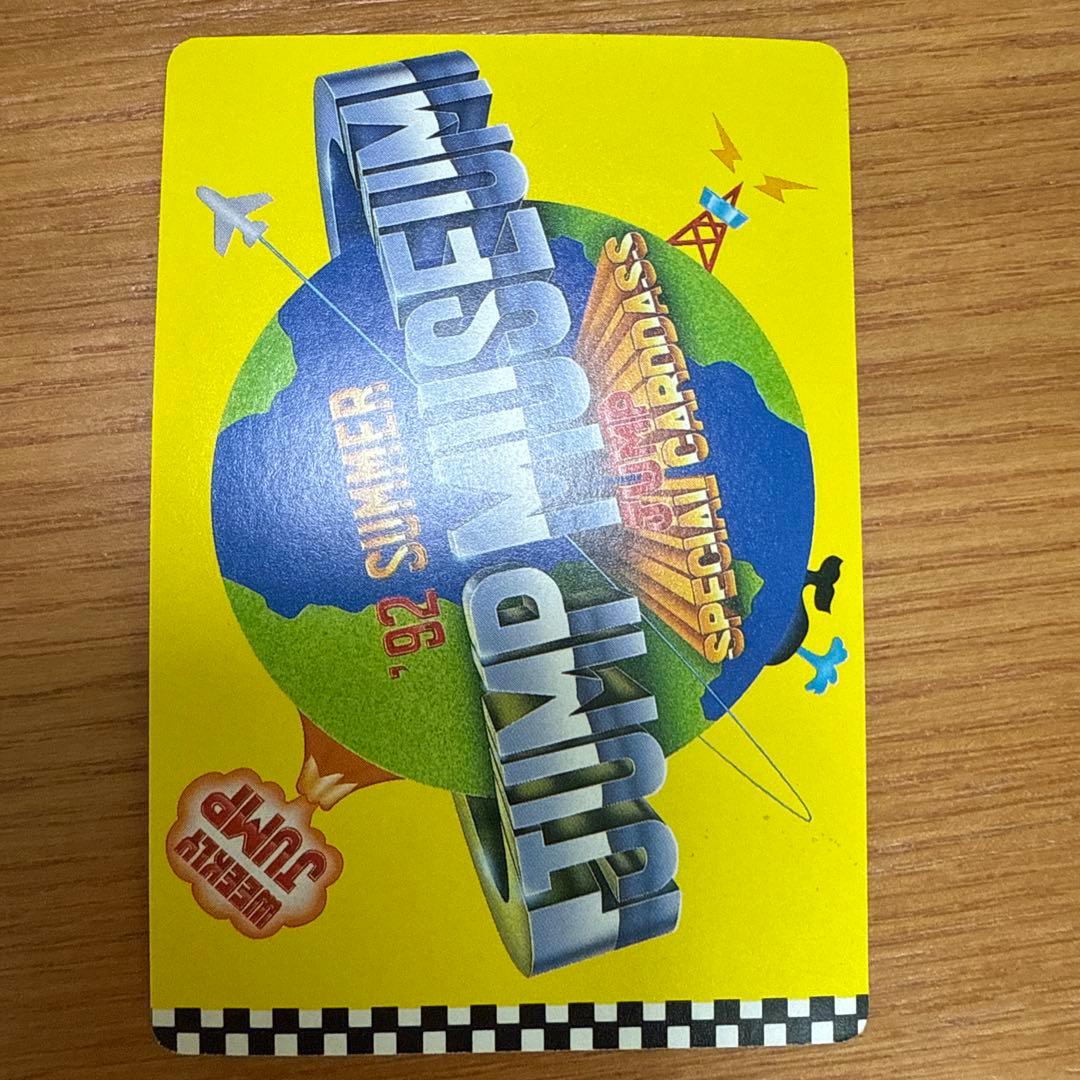 '92 SUMMER
JUMP MUSEUM
JUMP
SPECIAL CARDDASS
WEEKLY
JUMP